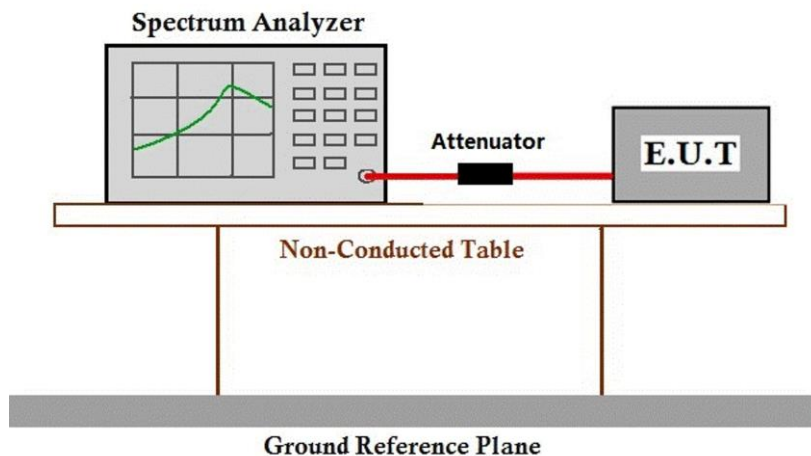 Spectrum Analyzer
Attenuator
E.U.T
Non-Conducted Table
Ground Reference Plane